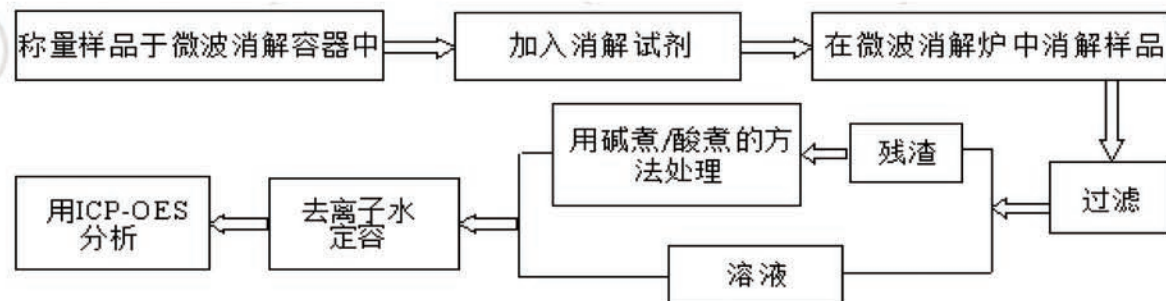 称量样品于微波消解容器中
加入消解试剂
在微波消解炉中消解样品
过滤
残渣
用碱煮/酸煮的方
法处理
溶液
去离子水
定容
用ICP-OES
分析